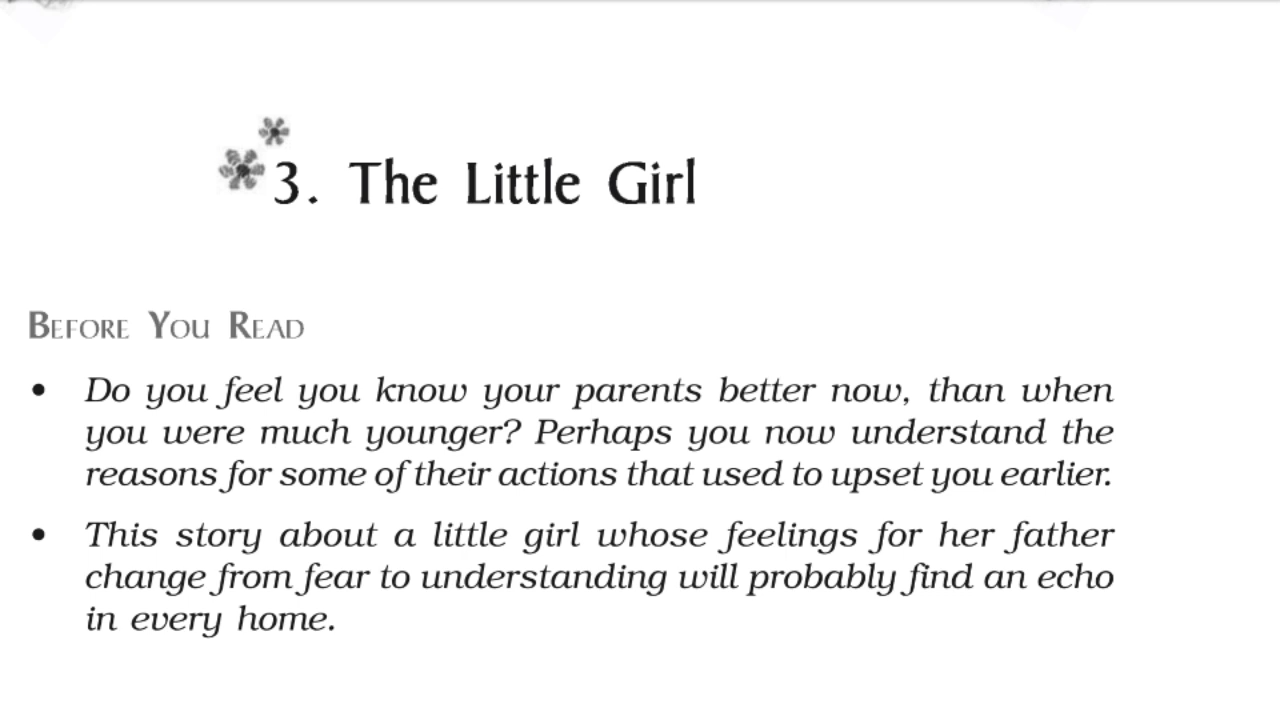 3. The Little Girl
BEFORE YOU READ
• Do you feel you know your parents better now, than when
you were much younger? Perhaps you now understand the
reasons for some of their actions that used to upset you earlier.
• This story about a little girl whose feelings for her father
change from fear to understanding will probably find an echo
in every home.